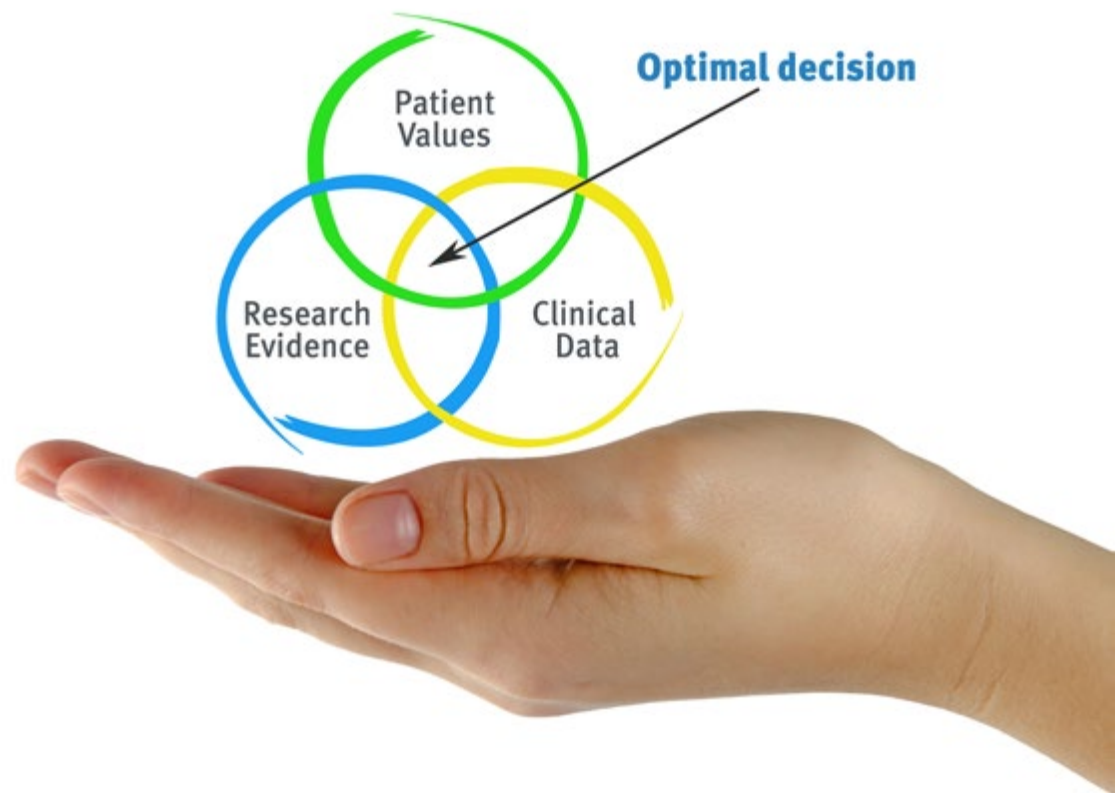 Optimal decision
Patient
Values
Research
Evidence
Clinical
Data